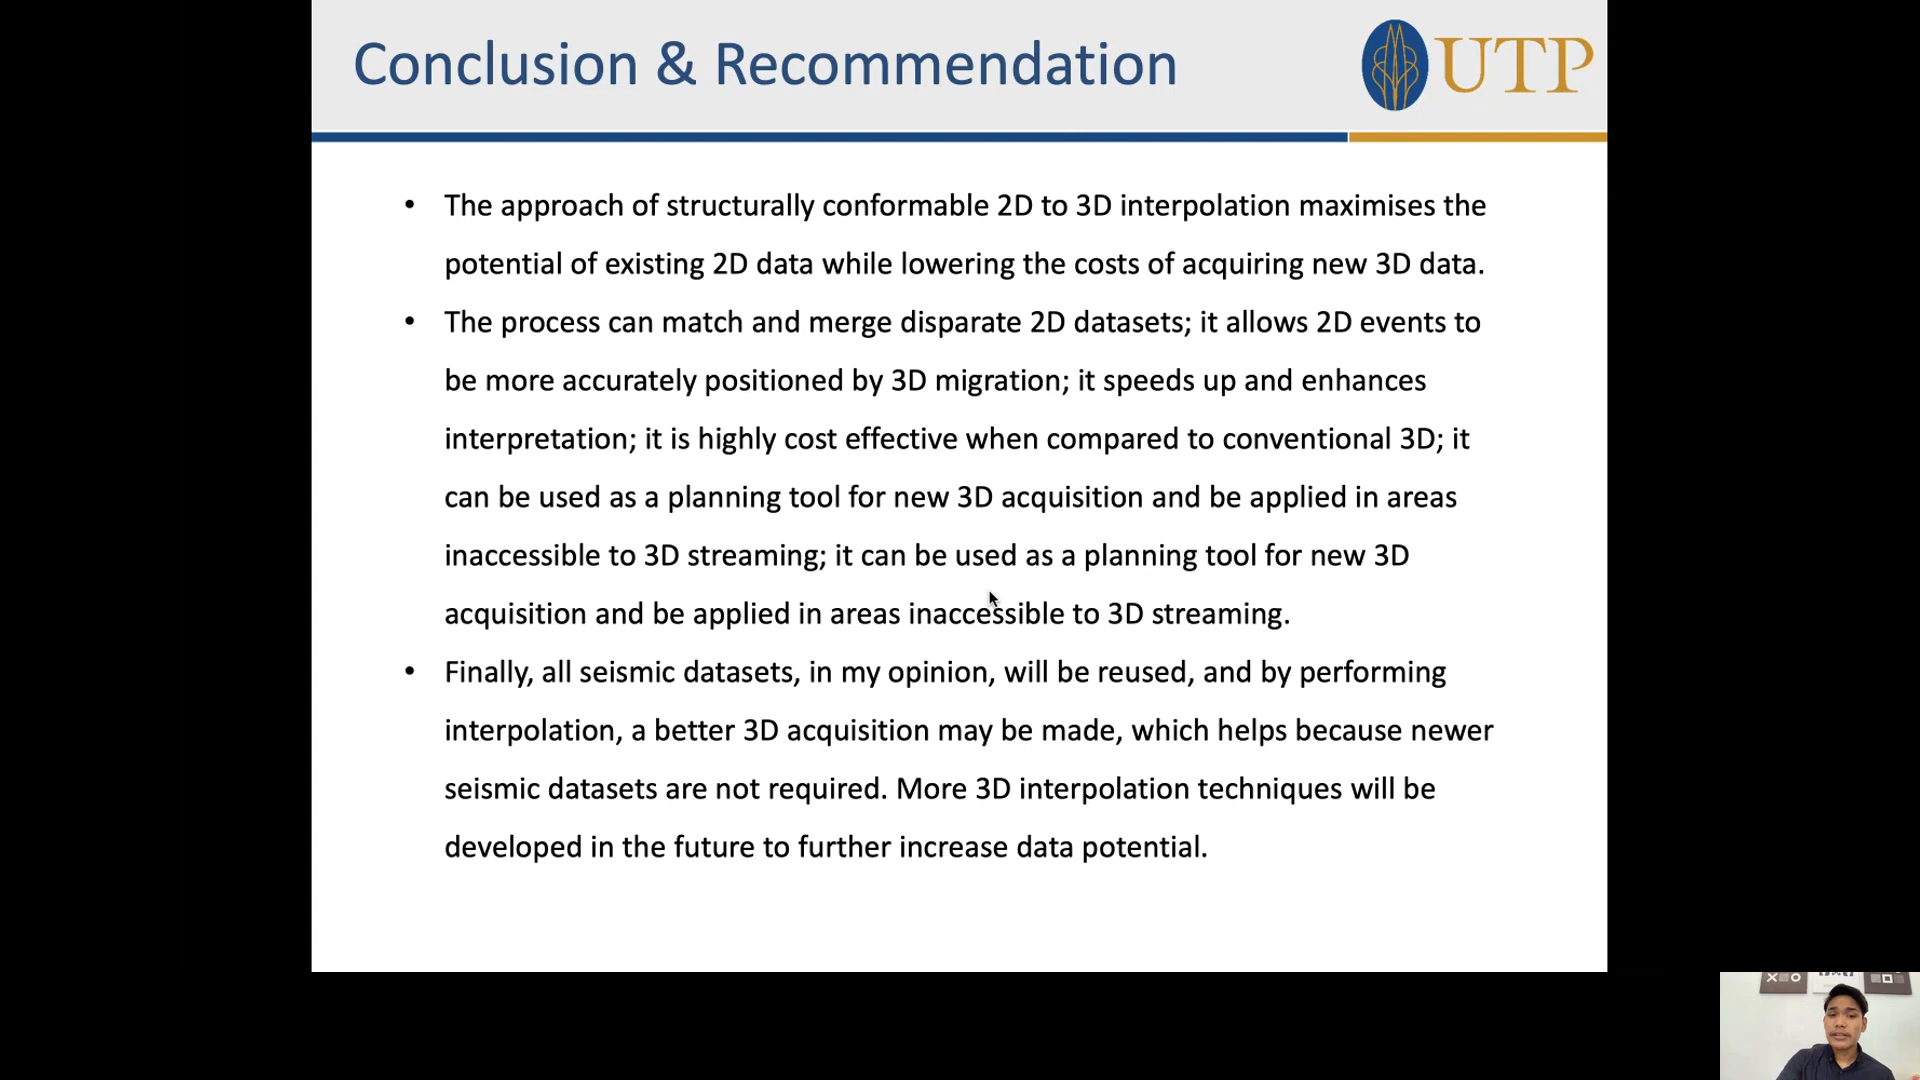 Conclusion & Recommendation
UTP
• The approach of structurally conformable 2D to 3D interpolation maximises the
potential of existing 2D data while lowering the costs of acquiring new 3D data.
• The process can match and merge disparate 2D datasets; it allows 2D events to
be more accurately positioned by 3D migration; it speeds up and enhances
interpretation; it is highly cost effective when compared to conventional 3D; it
can be used as a planning tool for new 3D acquisition and be applied in areas
inaccessible to 3D streaming; it can be used as a planning tool for new 3D
acquisition and be applied in areas inaccessible to 3D streaming.
• Finally, all seismic datasets, in my opinion, will be reused, and by performing
interpolation, a better 3D acquisition may be made, which helps because newer
seismic datasets are not required. More 3D interpolation techniques will be
developed in the future to further increase data potential.